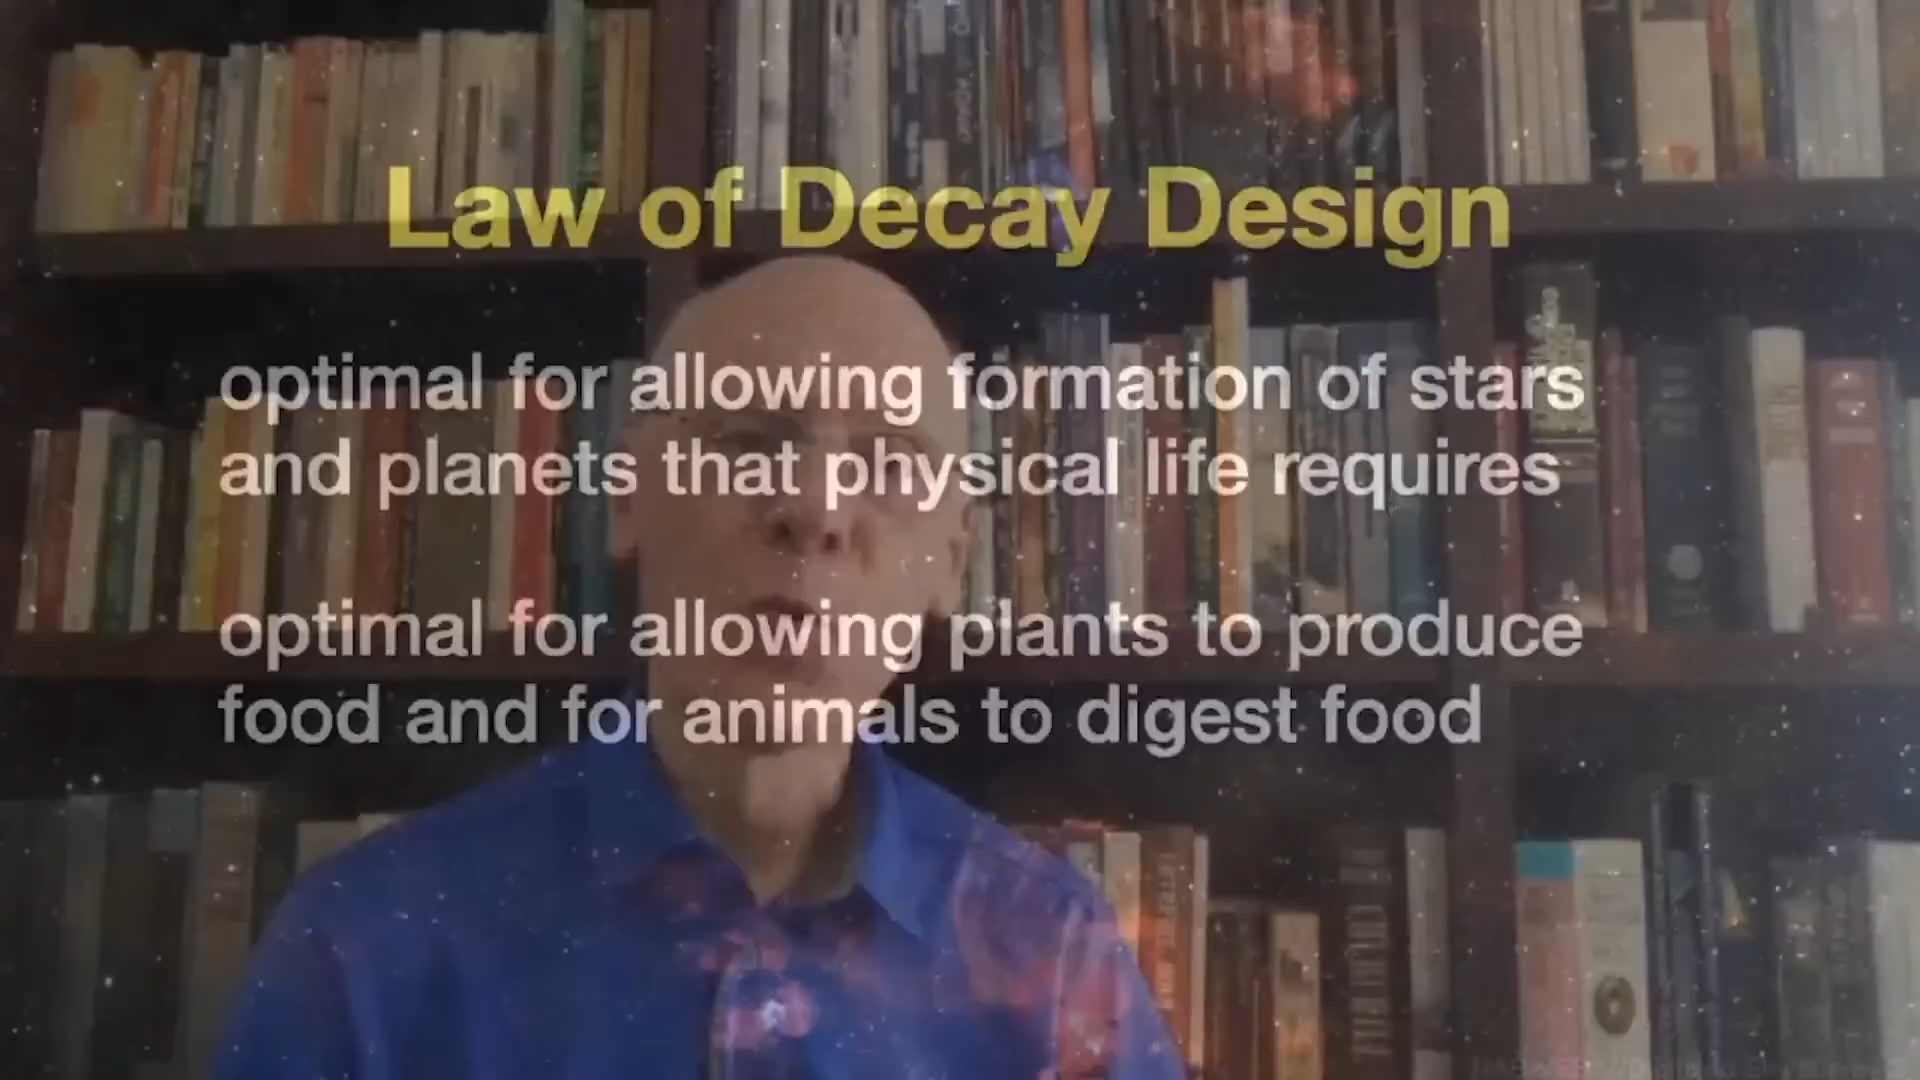 Law of Decay Design
optimal for allowing formation of stars
and planets that physical life requires
optimal for allowing plants to produce
food and for animals to digest food